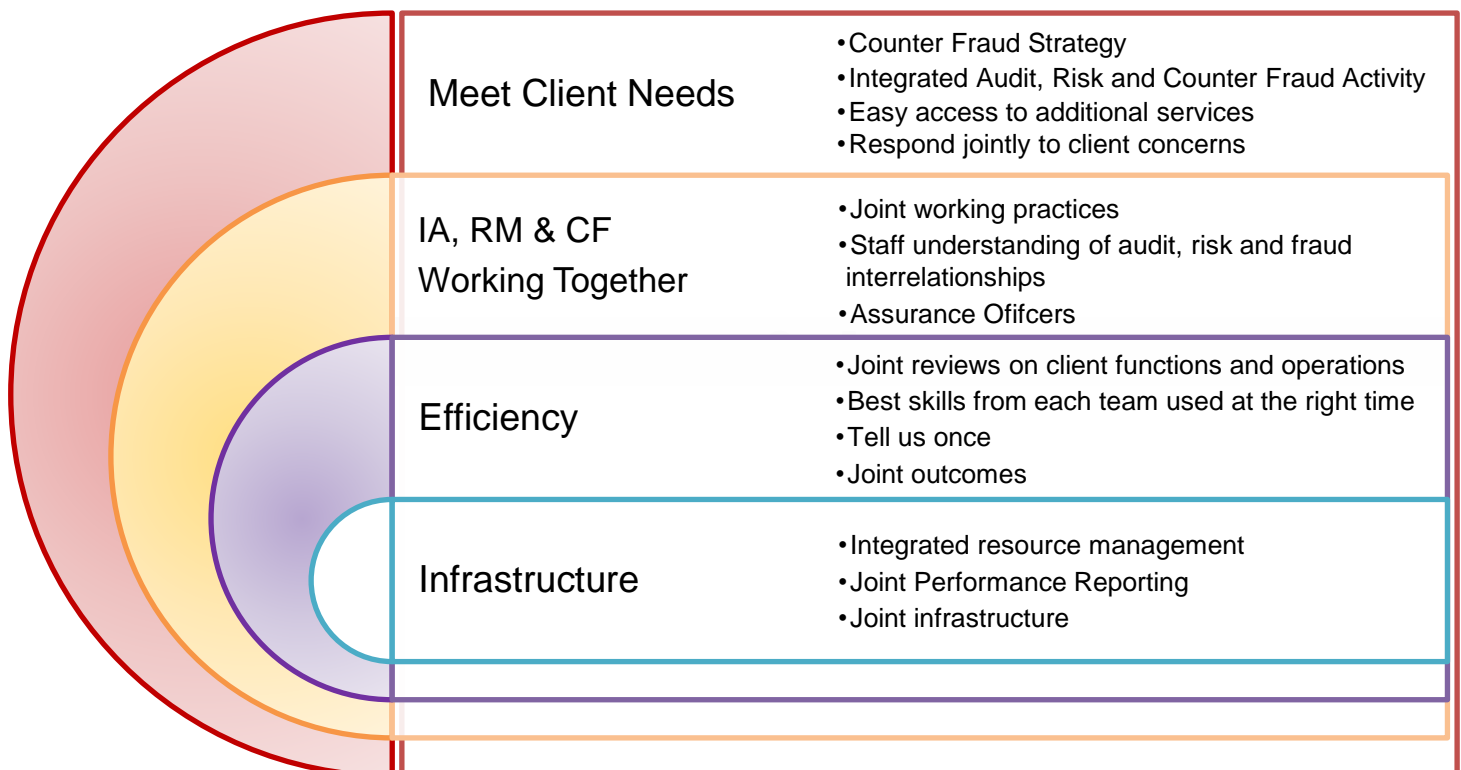 Meet Client Needs
•Counter Fraud Strategy
•Integrated Audit, Risk and Counter Fraud Activity
•Easy access to additional services
•Respond jointly to client concerns
IA, RM & CF
Working Together
•Joint working practices
•Staff understanding of audit, risk and fraud
interrelationships
•Assurance Ofifcers
Efficiency
•Joint reviews on client functions and operations
•Best skills from each team used at the right time
•Tell us once
•Joint outcomes
Infrastructure
•Integrated resource management
•Joint Performance Reporting
•Joint infrastructure